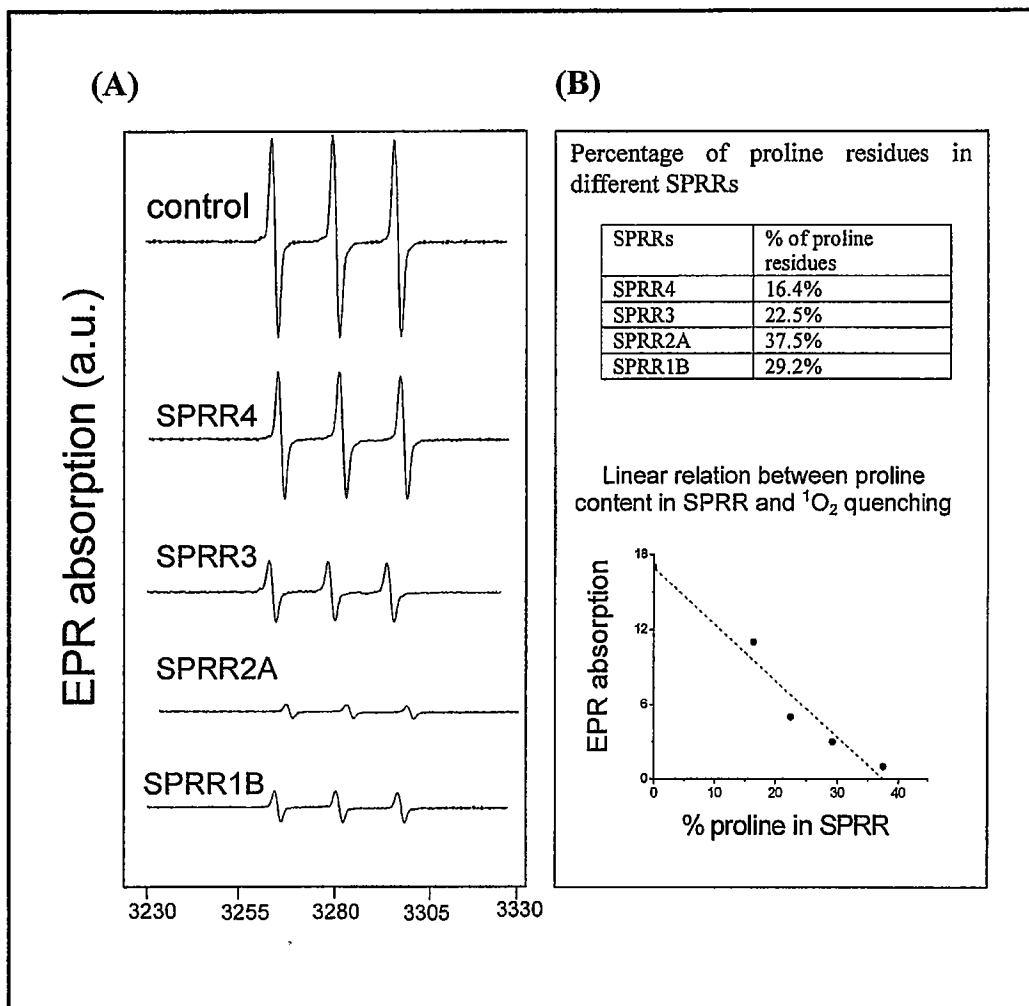 (A)
control
SPRR4
SPRR3
SPRR2A
SPRR1B
EPR absorption (a.u.)
3230 3255 3280 3305 3330
(B)
Percentage of proline residues in
different SPRRs
SPRRs % of proline
residues
SPRR4 16.4%
SPRR3 22.5%
SPRR2A 37.5%
SPRR1B 29.2%
Linear relation between proline
content in SPRR and ¹O₂ quenching
EPR absorption
18
12
6
0
0 10 20 30 40
% proline in SPRR